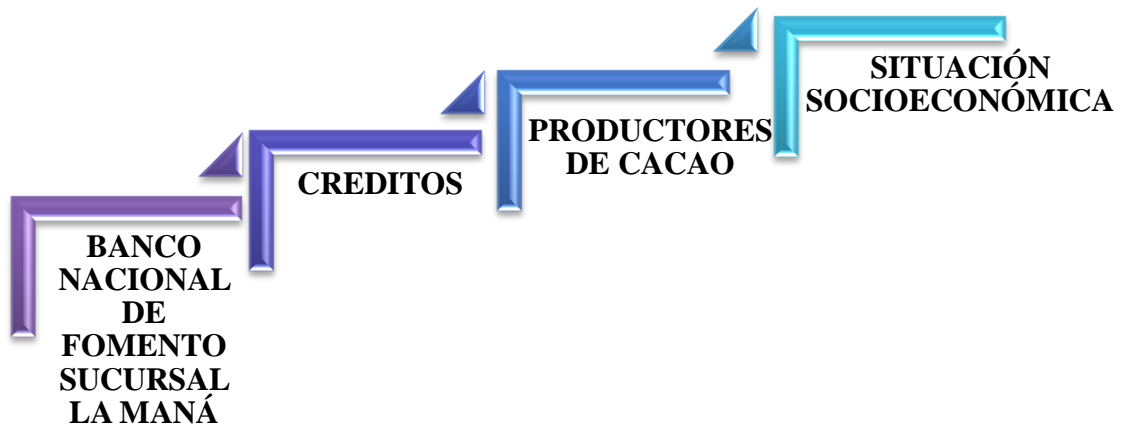 BANCO
NACIONAL
DE
FOMENTO
SUCURSAL
LA MANÁ
CREDITOS
PRODUCTORES
DE CACAO
SITUACIÓN
SOCIOECONÓMICA